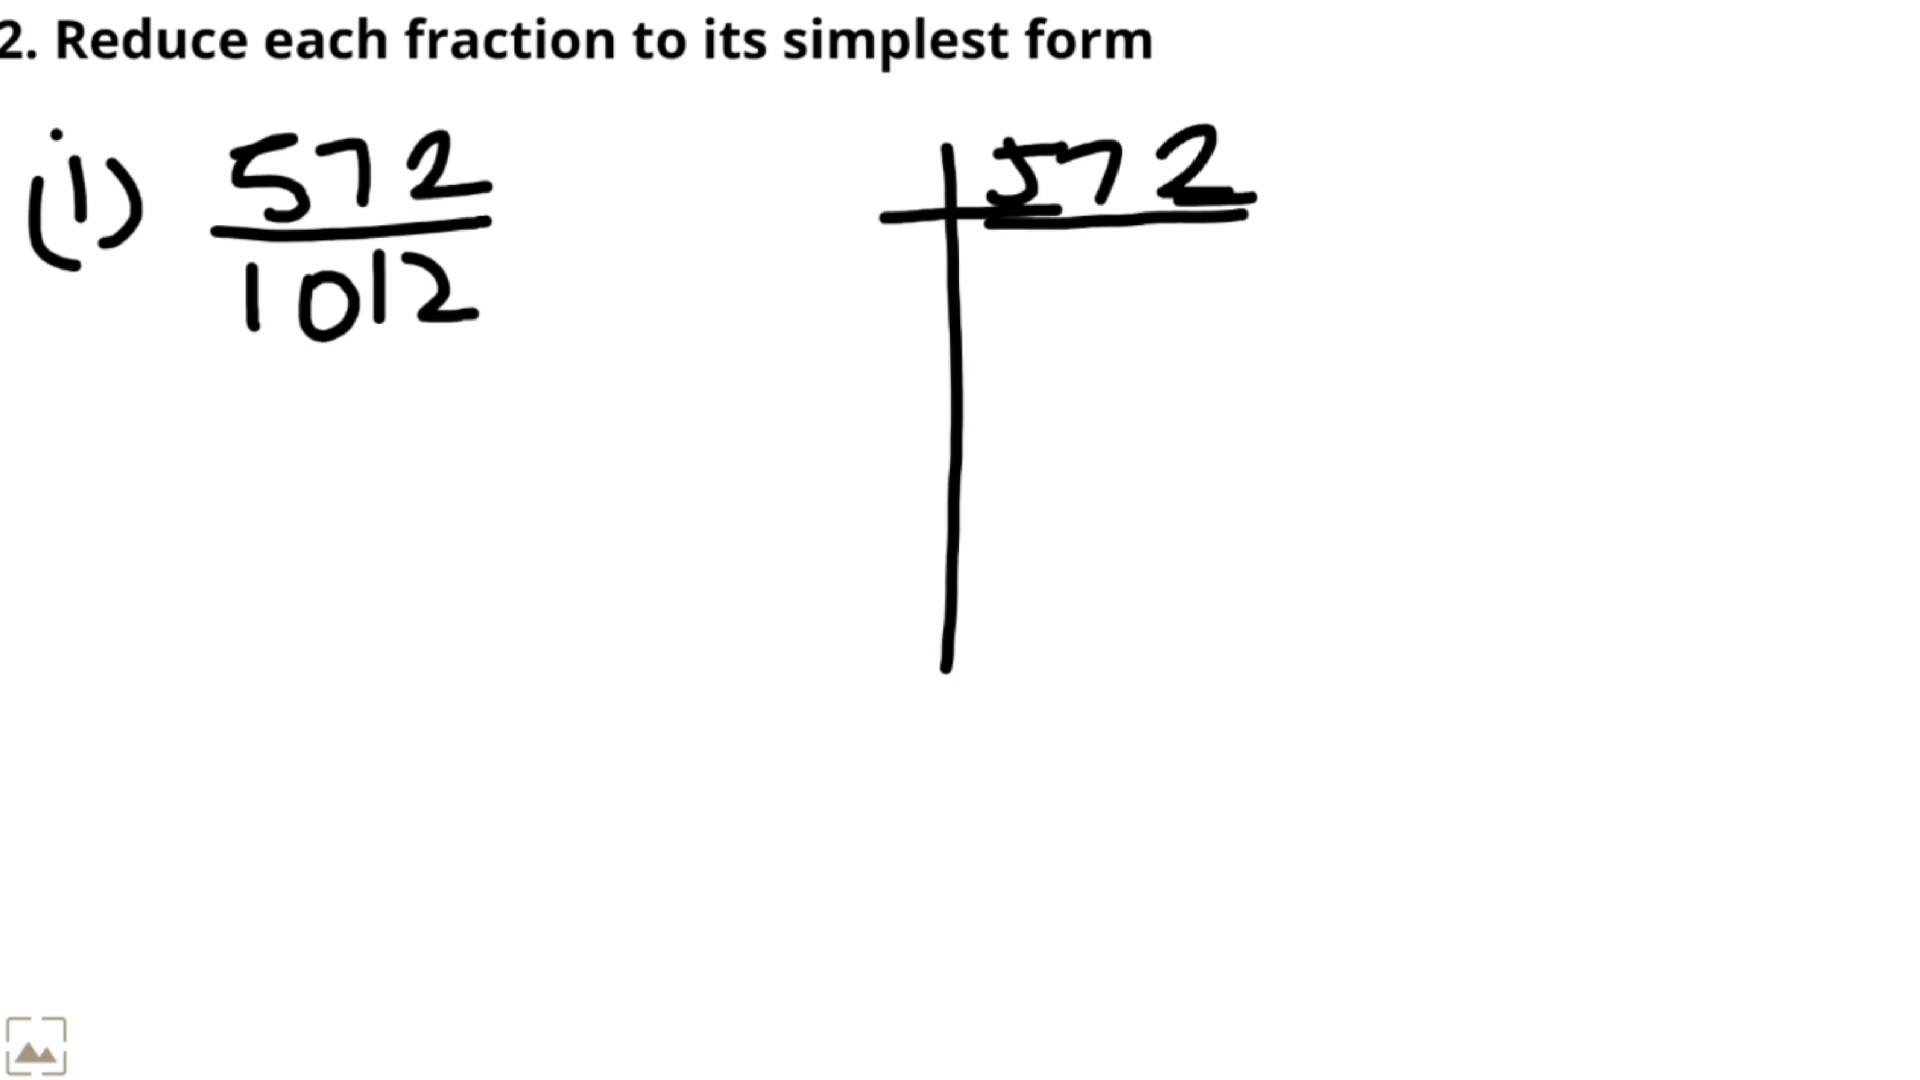 2. Reduce each fraction to its simplest form
(i) 572
1012
572